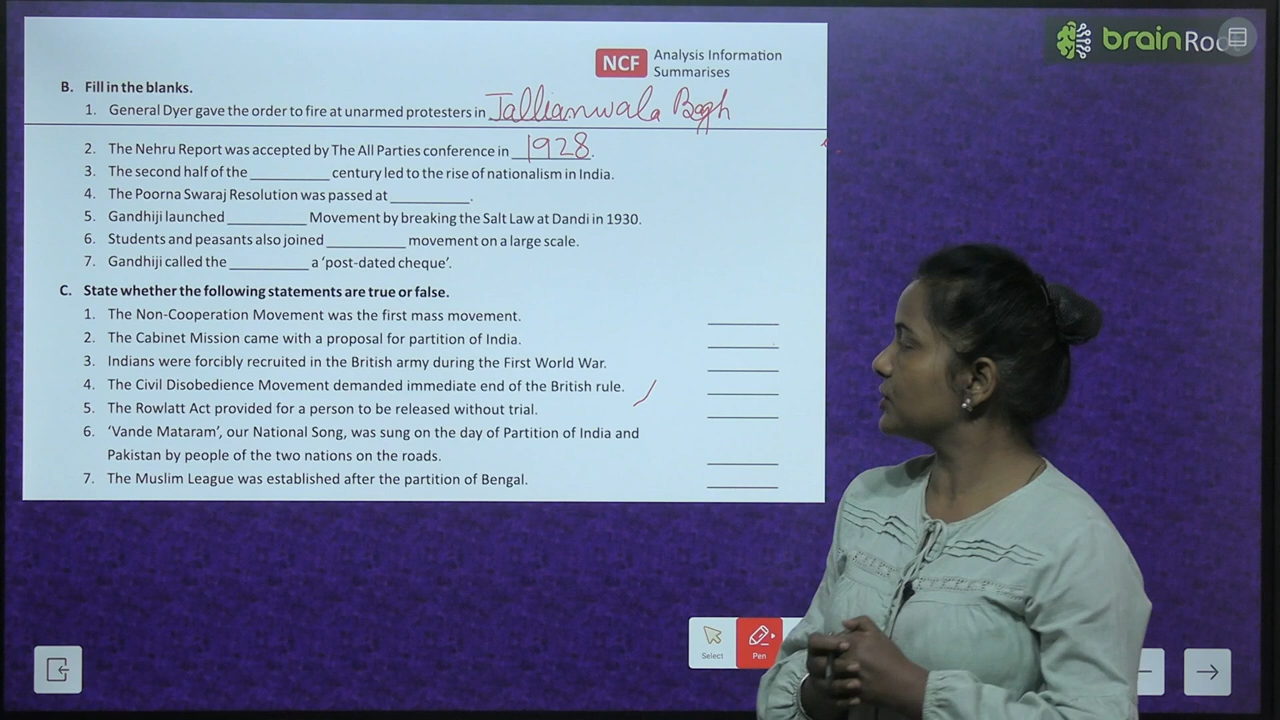 brainRoo
NCF Analysis Information
Summarises
B. Fill in the blanks.
1. General Dyer gave the order to fire at unarmed protesters in Jallianwala Bagh
2. The Nehru Report was accepted by The All Parties conference in 1928.
3. The second half of the __________ century led to the rise of nationalism in India.
4. The Poorna Swaraj Resolution was passed at __________.
5. Gandhiji launched __________ Movement by breaking the Salt Law at Dandi in 1930.
6. Students and peasants also joined __________ movement on a large scale.
7. Gandhiji called the __________ a ‘post-dated cheque’.
C. State whether the following statements are true or false.
1. The Non-Cooperation Movement was the first mass movement. _________
2. The Cabinet Mission came with a proposal for partition of India. _________
3. Indians were forcibly recruited in the British army during the First World War. _________
4. The Civil Disobedience Movement demanded immediate end of the British rule. _________
5. The Rowlatt Act provided for a person to be released without trial. _________
6. ‘Vande Mataram’, our National Song, was sung on the day of Partition of India and
Pakistan by people of the two nations on the roads. _________
7. The Muslim League was established after the partition of Bengal. _________
Select Pen